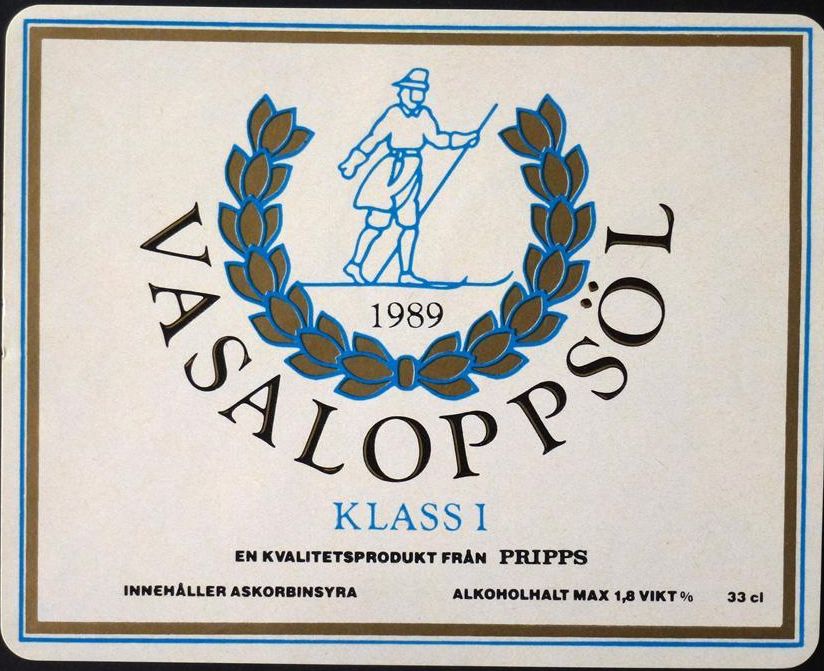 1989
VASALOPPSÖL
KLASS I
EN KVALITETSPRODUKT FRÅN PRIPPS
INNEHÅLLER ASKORBINSYRA ALKOHOLHALT MAX 1,8 VIKT % 33 cl